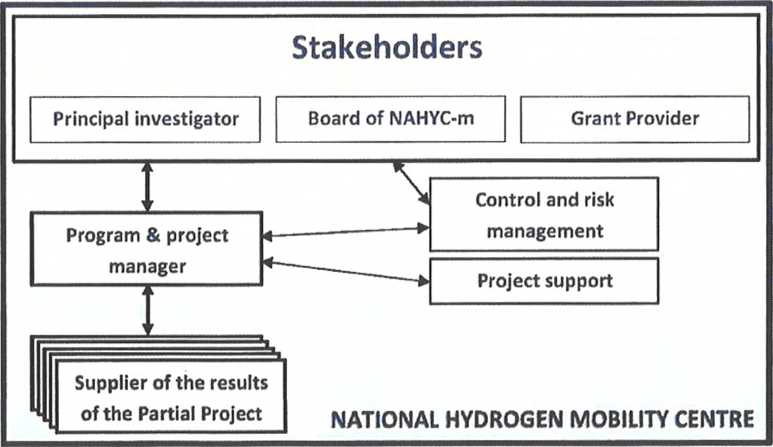 Stakeholders
Principal investigator
Board of NAHYC-m
Grant Provider
Control and risk
management
Program & project
manager
Project support
Supplier of the results
of the Partial Project
NATIONAL HYDROGEN MOBILITY CENTRE